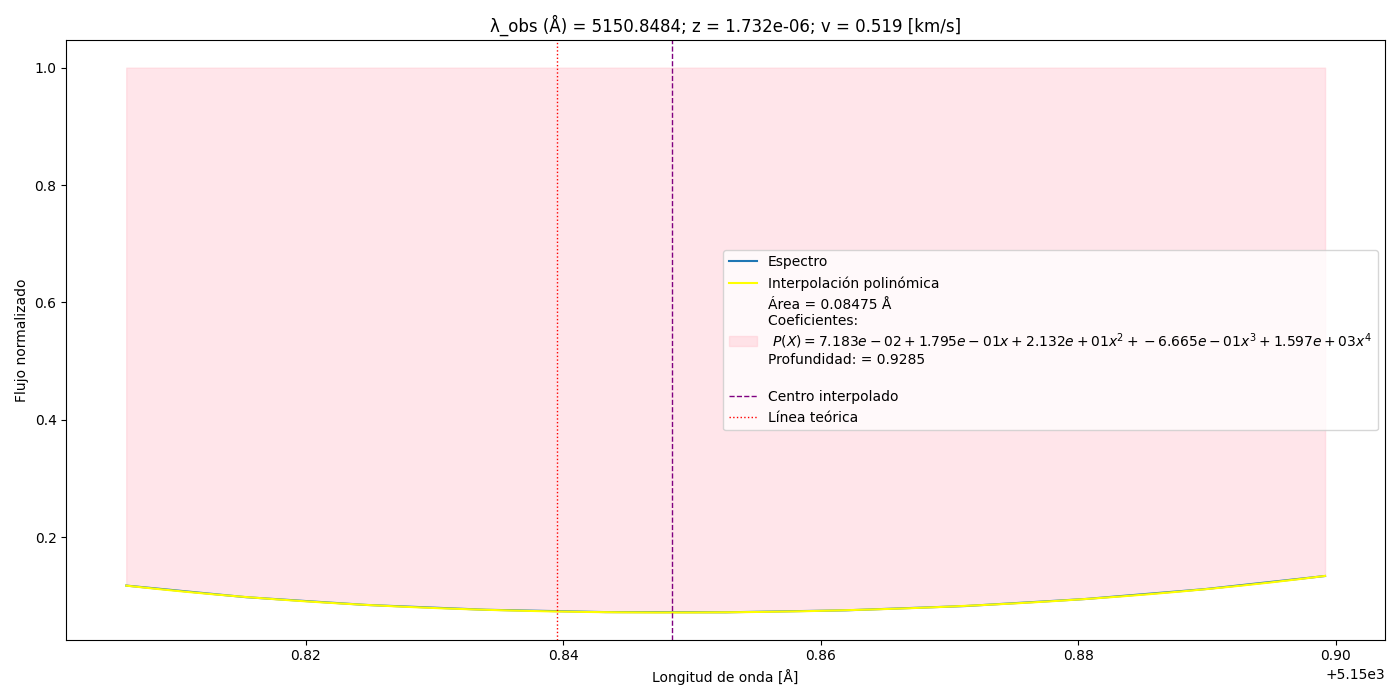 λ_obs (Å) = 5150.8484; z = 1.732e-06; v = 0.519 [km/s]
1.0
0.8
0.6
0.4
0.2
Flujo normalizado
Espectro
Interpolación polinómica
Área = 0.08475 Å
Coeficientes:
P(X) = 7.183e − 02 + 1.795e − 01x + 2.132e + 01x² + −6.665e − 01x³ + 1.597e + 03x⁴
Profundidad: = 0.9285
Centro interpolado
Línea teórica
0.82
0.84
0.86
0.88
0.90
+5.15e3
Longitud de onda [Å]